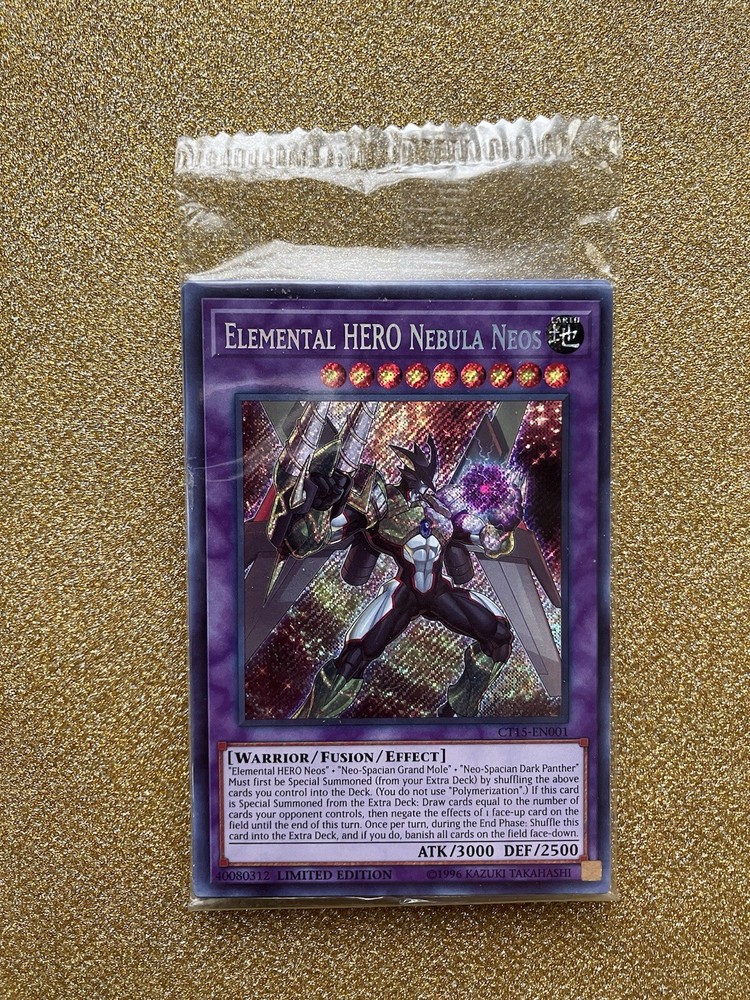 ELEMENTAL HERO NEBULA NEOS
EARTH
地
CT15-EN001
[WARRIOR/FUSION/EFFECT]
"Elemental HERO Neos" + "Neo-Spacian Grand Mole" + "Neo-Spacian Dark Panther"
Must first be Special Summoned (from your Extra Deck) by shuffling the above
cards you control into the Deck. (You do not use "Polymerization".) If this card
is Special Summoned from the Extra Deck: Draw cards equal to the number of
cards your opponent controls, then negate the effects of 1 face-up card on the
field until the end of this turn. Once per turn, during the End Phase: Shuffle this
card into the Extra Deck, and if you do, banish all cards on the field face-down.
ATK/3000 DEF/2500
40080312 LIMITED EDITION ©1996 KAZUKI TAKAHASHI